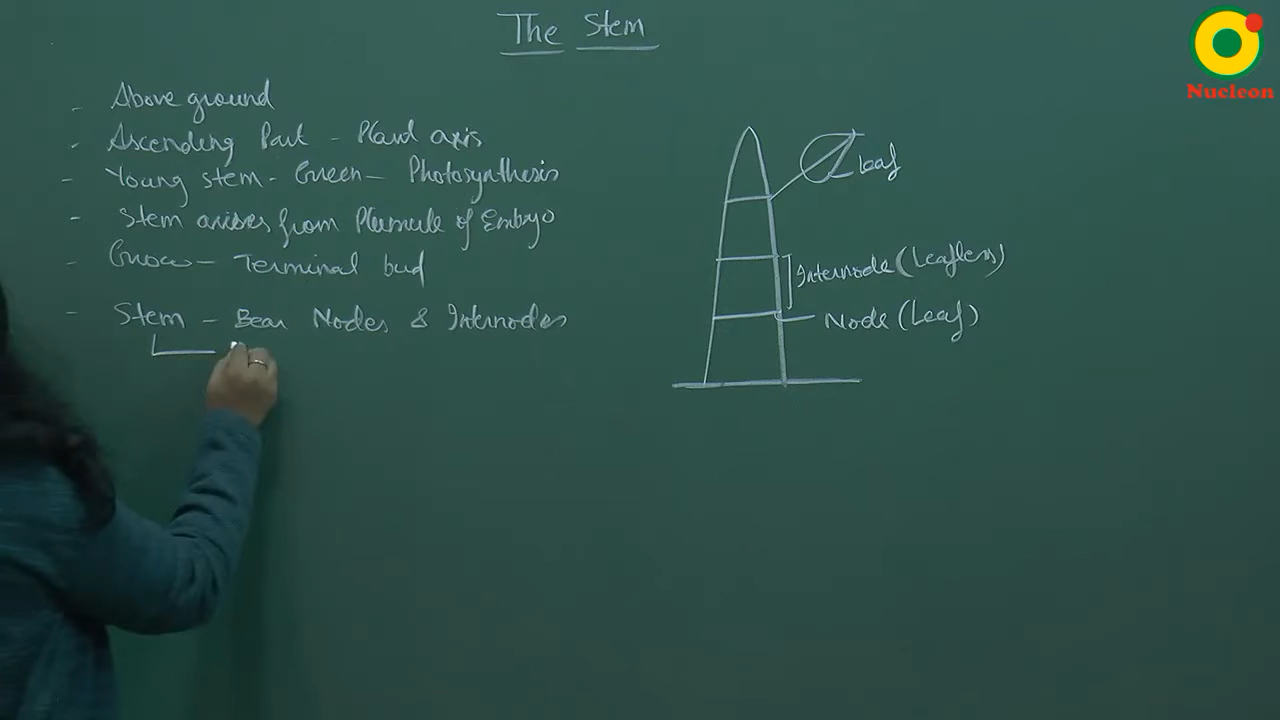 The Stem
Nucleon
- Above ground
- Ascending Part - Plant axis
- Young stem - Green - Photosynthesis
- Stem arises from Plumule of Embryo
- Grow - Terminal bud
- Stem - Bear Nodes & Internodes
Leaf
Internode (Leafless)
Node (Leaf)